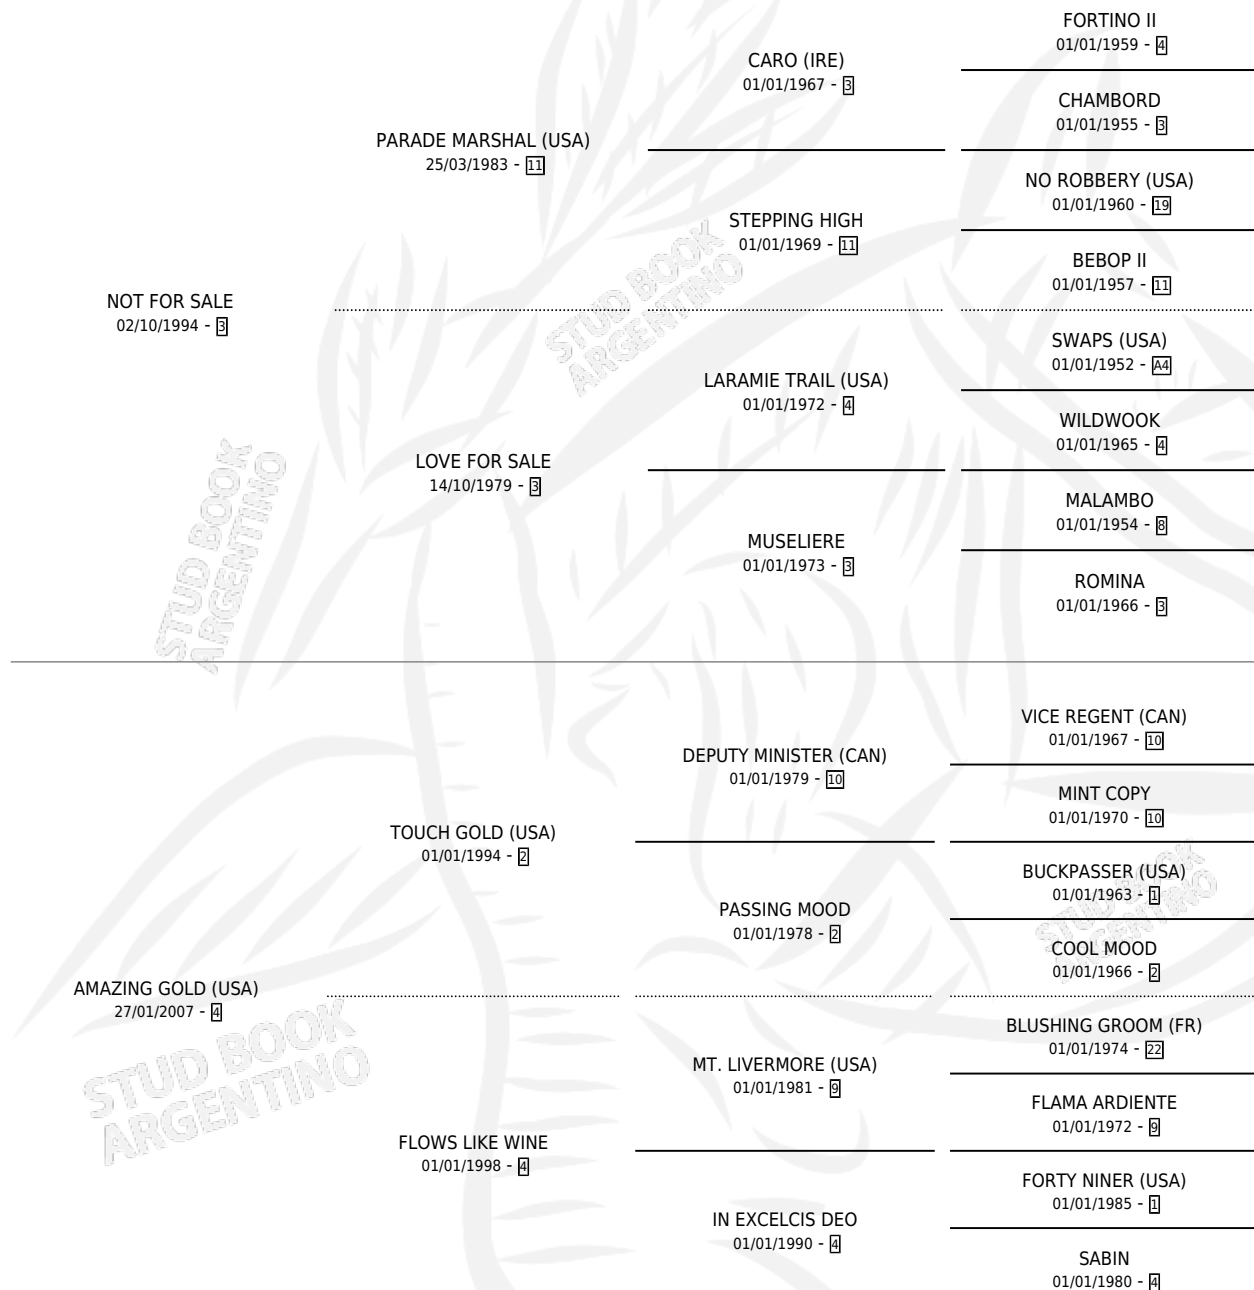 FORTINO II
01/01/1959 - 4
CARO (IRE)
01/01/1967 - 3
CHAMBORD
01/01/1955 - 3
PARADE MARSHAL (USA)
25/03/1983 - 11
NO ROBBERY (USA)
01/01/1960 - 19
STEPPING HIGH
01/01/1969 - 11
BEBOP II
01/01/1957 - 11
NOT FOR SALE
02/10/1994 - 3
SWAPS (USA)
01/01/1952 - A4
LARAMIE TRAIL (USA)
01/01/1972 - 4
WILDWOOK
01/01/1965 - 4
LOVE FOR SALE
14/10/1979 - 3
MALAMBO
01/01/1954 - 8
MUSELIERE
01/01/1973 - 3
ROMINA
01/01/1966 - 3
STUD BOOK
ARGENTINO
STUD BOOK
ARGENTINO
VICE REGENT (CAN)
01/01/1967 - 10
DEPUTY MINISTER (CAN)
01/01/1979 - 10
MINT COPY
01/01/1970 - 10
TOUCH GOLD (USA)
01/01/1994 - 2
BUCKPASSER (USA)
01/01/1963 - 1
PASSING MOOD
01/01/1978 - 2
COOL MOOD
01/01/1966 - 2
AMAZING GOLD (USA)
27/01/2007 - 4
BLUSHING GROOM (FR)
01/01/1974 - 22
MT. LIVERMORE (USA)
01/01/1981 - 9
FLAMA ARDIENTE
01/01/1972 - 9
FLOWS LIKE WINE
01/01/1998 - 4
FORTY NINER (USA)
01/01/1985 - 1
IN EXCELCIS DEO
01/01/1990 - 4
SABIN
01/01/1980 - 4
STUD BOOK
ARGENTINO
STUD BOOK
ARGENTINO